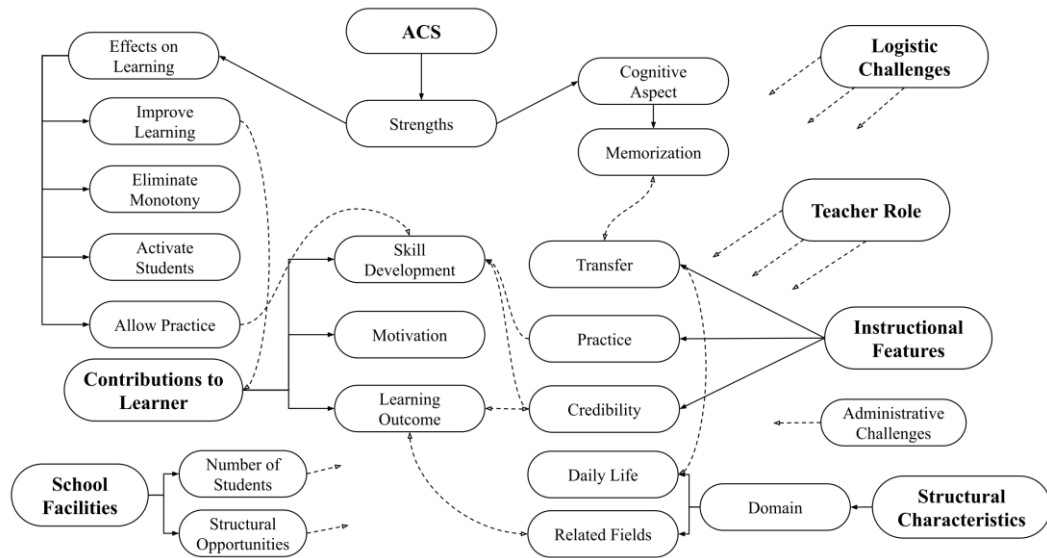 ACS
Effects on
Learning
Logistic
Challenges
Cognitive
Aspect
Improve
Learning
Strengths
Memorization
Eliminate
Monotony
Teacher Role
Activate
Students
Skill
Development
Transfer
Allow Practice
Motivation
Practice
Instructional
Features
Contributions to
Learner
Learning
Outcome
Credibility
Administrative
Challenges
School
Facilities
Number of
Students
Daily Life
Structural
Opportunities
Related Fields
Domain
Structural
Characteristics